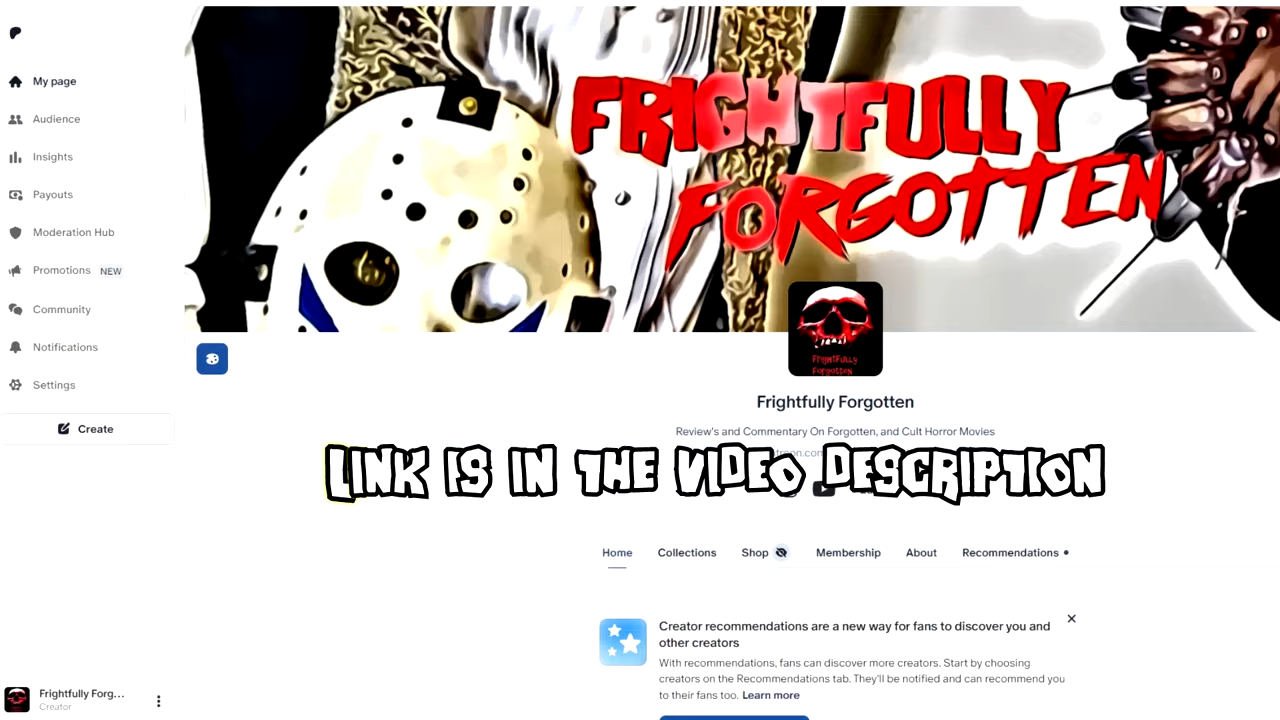 My page
Audience
Insights
Payouts
Moderation Hub
Promotions NEW
Community
Notifications
Settings
Create
Frightfully Forg...
Creator
FRIGHTFULLY
FORGOTTEN
FRIGHTFULLY
FORGOTTEN
Frightfully Forgotten
Review's and Commentary On Forgotten, and Cult Horror Movies
LINK IS IN THE VIDEO DESCRIPTION
Home Collections Shop Membership About Recommendations
Creator recommendations are a new way for fans to discover you and
other creators
With recommendations, fans can discover more creators. Start by choosing
creators on the Recommendations tab. They'll be notified and can recommend you
to their fans too. Learn more